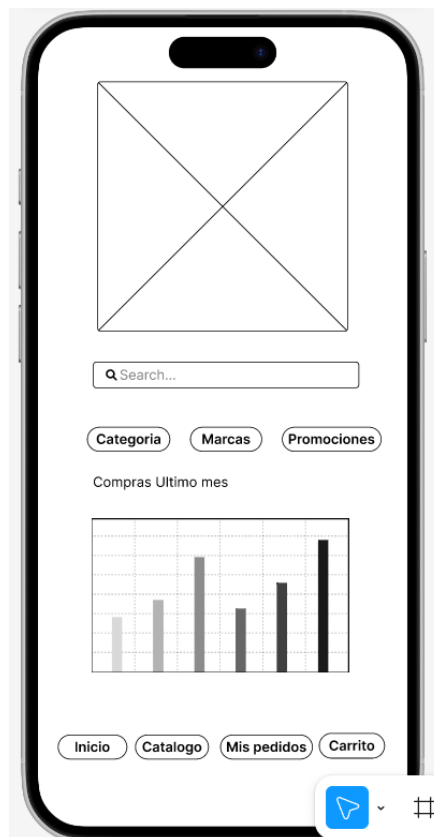 Search...
Categoria Marcas Promociones
Compras Ultimo mes
Inicio Catalogo Mis pedidos Carrito